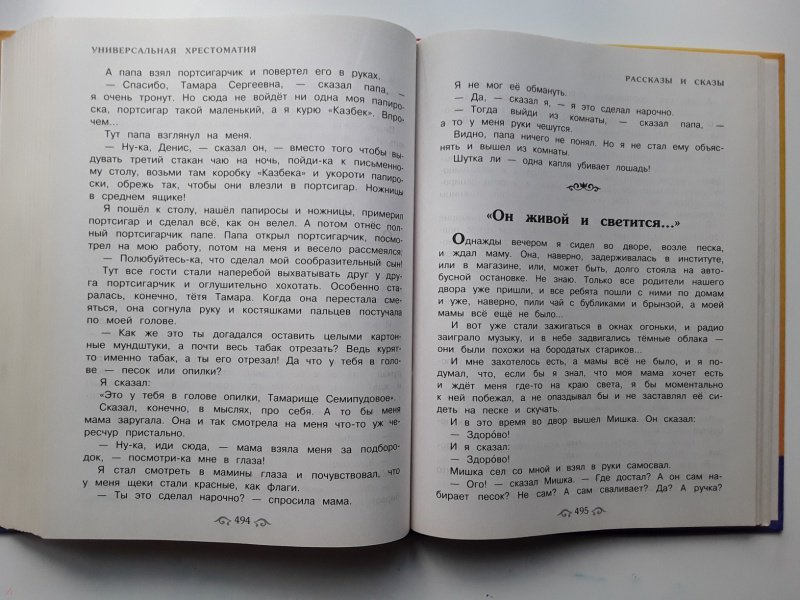 УНИВЕРСАЛЬНАЯ ХРЕСТОМАТИЯ
А папа взял портсигарчик и повертел его в руках.
— Спасибо, Тамара Сергеевна, — сказал папа, —
я очень тронут. Но сюда не войдёт ни одна моя папиро-
ска, портсигар такой маленький, а я курю «Казбек». Впро-
чем...
Тут папа взглянул на меня.
— Ну-ка, Денис, — сказал он, — вместо того чтобы вы-
дувать третий стакан чаю на ночь, пойди-ка к письменно-
му столу, возьми там коробку «Казбека» и укороти папиро-
ски, обрежь так, чтобы они влезли в портсигар. Ножницы
в среднем ящике!
Я пошёл к столу, нашёл папиросы и ножницы, примерил
портсигар и сделал всё, как он велел. А потом отнёс пол-
ный портсигарчик папе. Папа открыл портсигарчик, посмо-
трел на мою работу, потом на меня и весело рассмеялся:
— Полюбуйтесь-ка, что сделал мой сообразительный сын!
Тут все гости стали наперебой выхватывать друг у дру-
га портсигарчик и оглушительно хохотать. Особенно ста-
ралась, конечно, тётя Тамара. Когда она перестала сме-
яться, она согнула руку и костяшками пальцев постучала
по моей голове.
— Как же это ты догадался оставить целыми картон-
ные мундштуки, а почти весь табак отрезать? Ведь курят-
то именно табак, а ты его отрезал! Да что у тебя в голо-
ве — песок или опилки?
Я сказал:
«Это у тебя в голове опилки, Тамарище Семипудовое».
Сказал, конечно, в мыслях, про себя. А то бы меня
мама заругала. Она и так смотрела на меня что-то уж че-
ресчур пристально.
— Ну-ка, иди сюда, — мама взяла меня за подборо-
док, — посмотри-ка мне в глаза!
Я стал смотреть в мамины глаза и почувствовал, что
у меня щёки стали красные, как флаги.
— Ты это сделал нарочно? — спросила мама.
494
РАССКАЗЫ И СКАЗЫ
Я не мог её обмануть.
— Да, — сказал я, — я это сделал нарочно.
— Тогда выйди из комнаты, — сказал папа, —
а то у меня руки чешутся.
Видно, папа ничего не понял. Но я не стал ему объяс-
нять и вышел из комнаты.
Шутка ли — одна капля убивает лошадь!
«Он живой и светится...»
Однажды вечером я сидел во дворе, возле песка,
и ждал маму. Она, наверно, задерживалась в институте,
или в магазине, или, может быть, долго стояла на авто-
бусной остановке. Не знаю. Только все родители нашего
двора уже пришли, и все ребята пошли с ними по домам
и уже, наверно, пили чай с бубликами и брынзой, а моей
мамы всё ещё не было...
И вот уже стали зажигаться в окнах огоньки, и радио
заиграло музыку, и в небе задвигались тёмные облака —
они были похожи на бородатых стариков...
И мне захотелось есть, а мамы всё не было, и я по-
думал, что, если бы я знал, что моя мама хочет есть
и ждёт меня где-то на краю света, я бы моментально
к ней побежал, а не опаздывал бы и не заставлял её си-
деть на песке и скучать.
И в это время во двор вышел Мишка. Он сказал:
— Здоро́во!
И я сказал:
— Здоро́во!
Мишка сел со мной и взял в руки самосвал.
— Ого! — сказал Мишка. — Где достал? А он сам на-
бирает песок? Не сам? А сам сваливает? Да? А ручка?
495